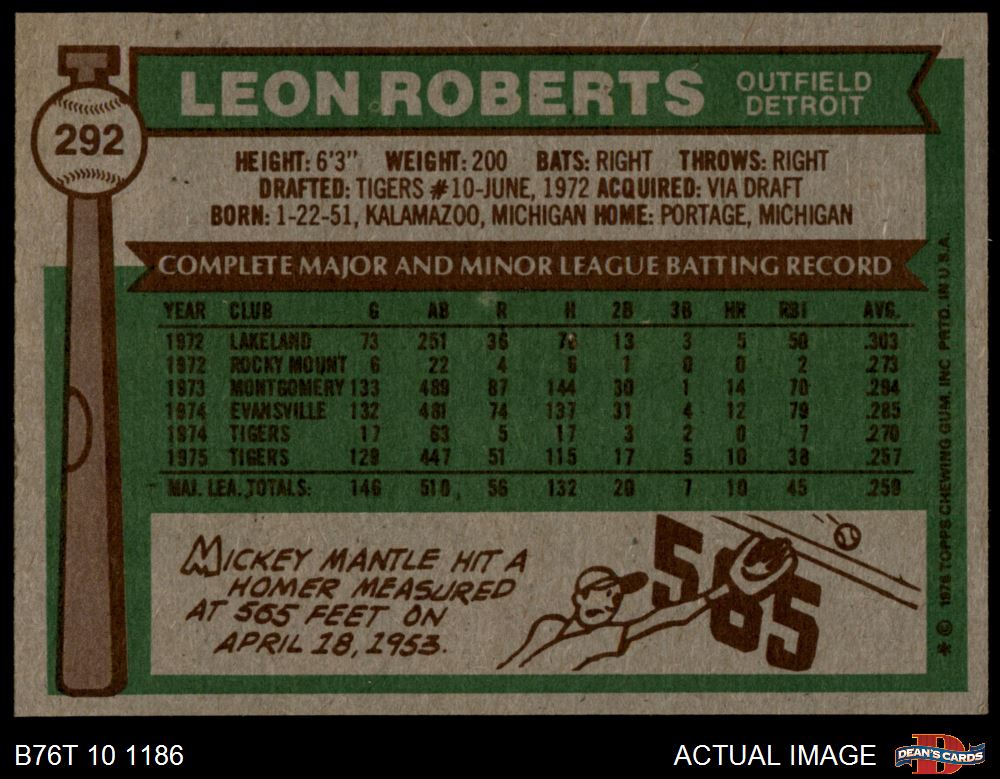 292
LEON ROBERTS
OUTFIELD
DETROIT
HEIGHT: 6'3" WEIGHT: 200 BATS: RIGHT THROWS: RIGHT
DRAFTED: TIGERS #10-JUNE, 1972 ACQUIRED: VIA DRAFT
BORN: 1-22-51, KALAMAZOO, MICHIGAN HOME: PORTAGE, MICHIGAN
COMPLETE MAJOR AND MINOR LEAGUE BATTING RECORD
YEAR CLUB G AB R H 2B 3B HR RBI AVG.
1972 LAKELAND 73 251 36 76 13 3 5 50 .303
1972 ROCKY MOUNT 6 22 4 6 1 0 0 2 .273
1973 MONTGOMERY 133 489 87 144 30 1 14 70 .294
1974 EVANSVILLE 132 481 74 137 31 4 12 79 .285
1974 TIGERS 17 63 5 17 3 2 0 7 .270
1975 TIGERS 129 447 51 115 17 5 10 38 .257
MAJ. LEA. TOTALS: 146 510 56 132 20 7 10 45 .259
MICKEY MANTLE HIT A
HOMER MEASURED
AT 565 FEET ON
APRIL 18, 1953.
565
* © 1976 TOPPS CHEWING GUM, INC PRTD. IN U.S.A.
B76T 10 1186
ACTUAL IMAGE
DEAN'S CARDS